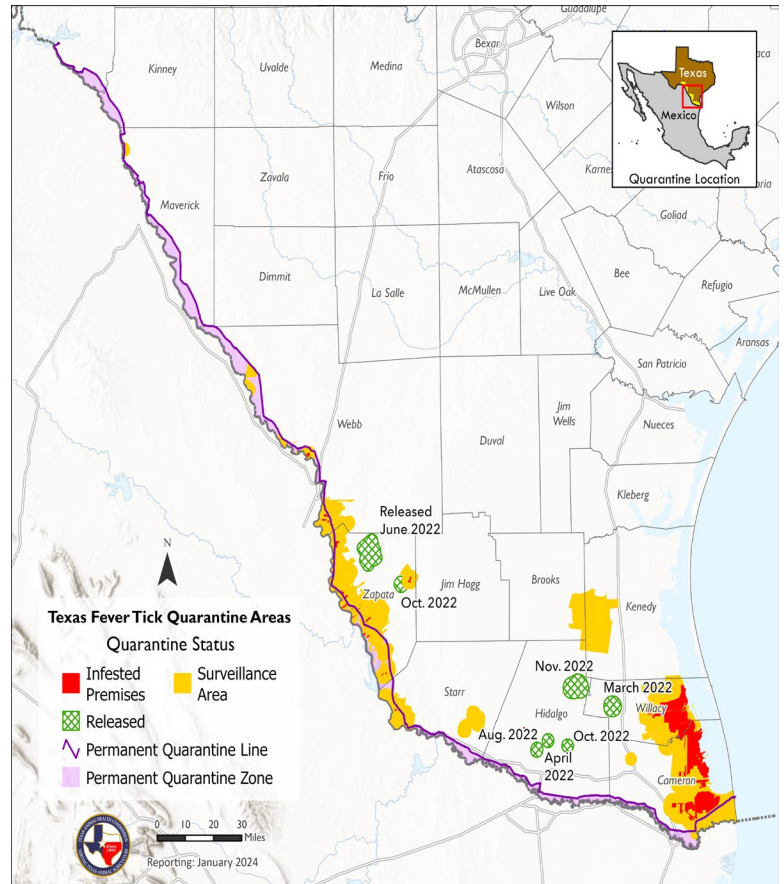 Guadalupe
Bexar
Kinney
Uvalde
Medina
Wilson
Zavala
Frio
Atascosa
Karnes
Maverick
Goliad
Dimmit
La Salle
McMullen
Live Oak
Bee
Refugio
Aransas
San Patricio
Webb
Duval
Jim
Wells
Nueces
Kleberg
Released
June 2022
Zapata
Oct. 2022
Jim Hogg
Brooks
Kenedy
Starr
Nov. 2022
March 2022
Willacy
Hidalgo
Aug. 2022
Oct. 2022
April
2022
Cameron
Texas
Mexico
Quarantine Location
N
Texas Fever Tick Quarantine Areas
Quarantine Status
Infested
Premises
Surveillance
Area
Released
Permanent Quarantine Line
Permanent Quarantine Zone
0 10 20 30
Miles
Reporting: January 2024